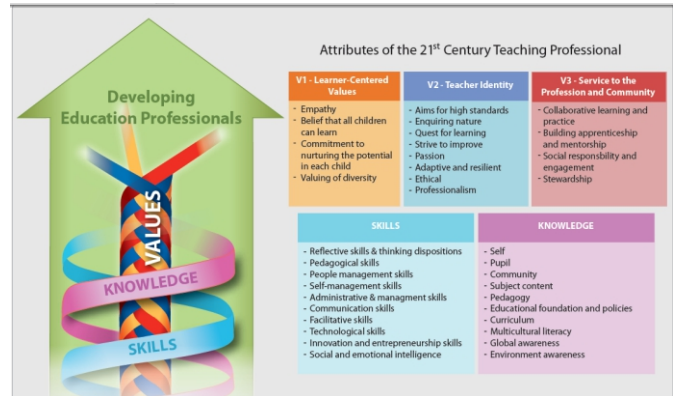 Attributes of the 21st Century Teaching Professional
Developing
Education Professionals
VALUES
KNOWLEDGE
SKILLS
V1 - Learner-Centered
Values
- Empathy
- Belief that all children
can learn
- Commitment to
nurturing the potential
in each child
- Valuing of diversity
V2 - Teacher Identity
- Aims for high standards
- Enquiring nature
- Quest for learning
- Strive to improve
- Passion
- Adaptive and resilient
- Ethical
- Professionalism
V3 - Service to the
Profession and Community
- Collaborative learning and
practice
- Building apprenticeship
and mentorship
- Social responsbility and
engagement
- Stewardship
SKILLS
- Reflective skills & thinking dispositions
- Pedagogical skills
- People management skills
- Self-management skills
- Administrative & managment skills
- Communication skills
- Facilitative skills
- Technological skills
- Innovation and entrepreneurship skills
- Social and emotional intelligence
KNOWLEDGE
- Self
- Pupil
- Community
- Subject content
- Pedagogy
- Educational foundation and policies
- Curriculum
- Multicultural literacy
- Global awareness
- Environment awareness